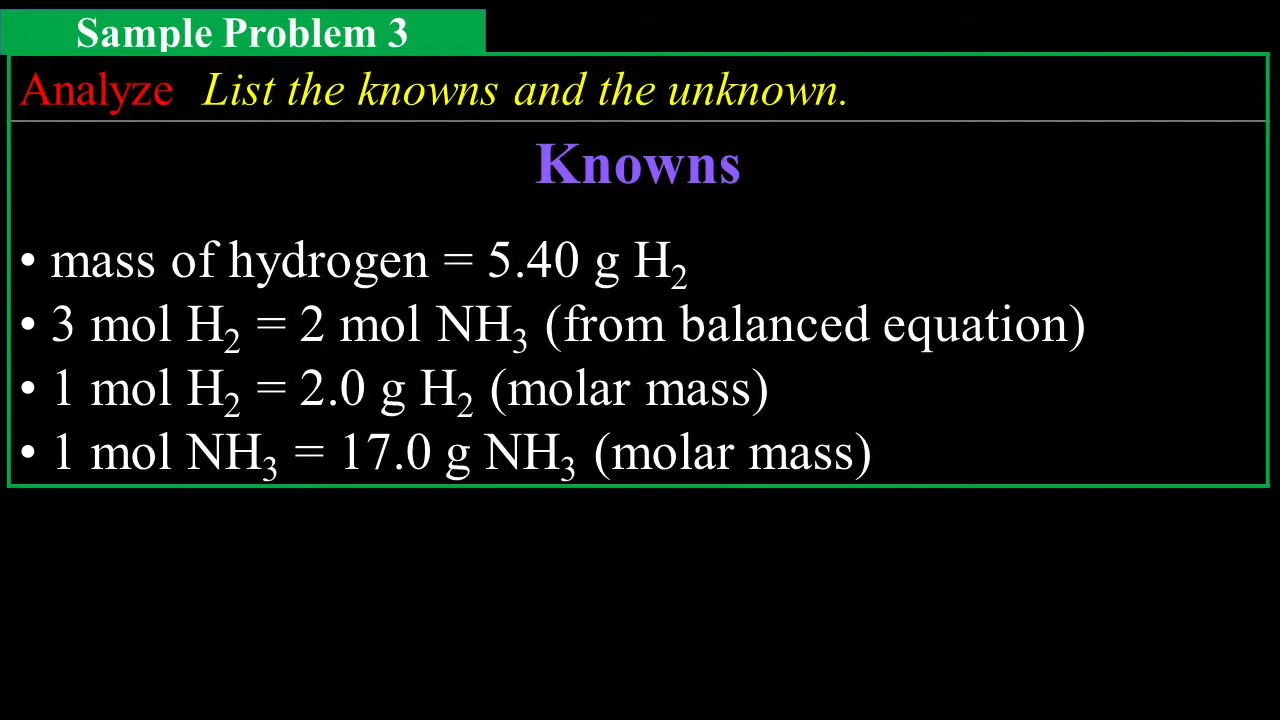 Sample Problem 3
Analyze List the knowns and the unknown.
Knowns
• mass of hydrogen = 5.40 g H₂
• 3 mol H₂ = 2 mol NH₃ (from balanced equation)
• 1 mol H₂ = 2.0 g H₂ (molar mass)
• 1 mol NH₃ = 17.0 g NH₃ (molar mass)